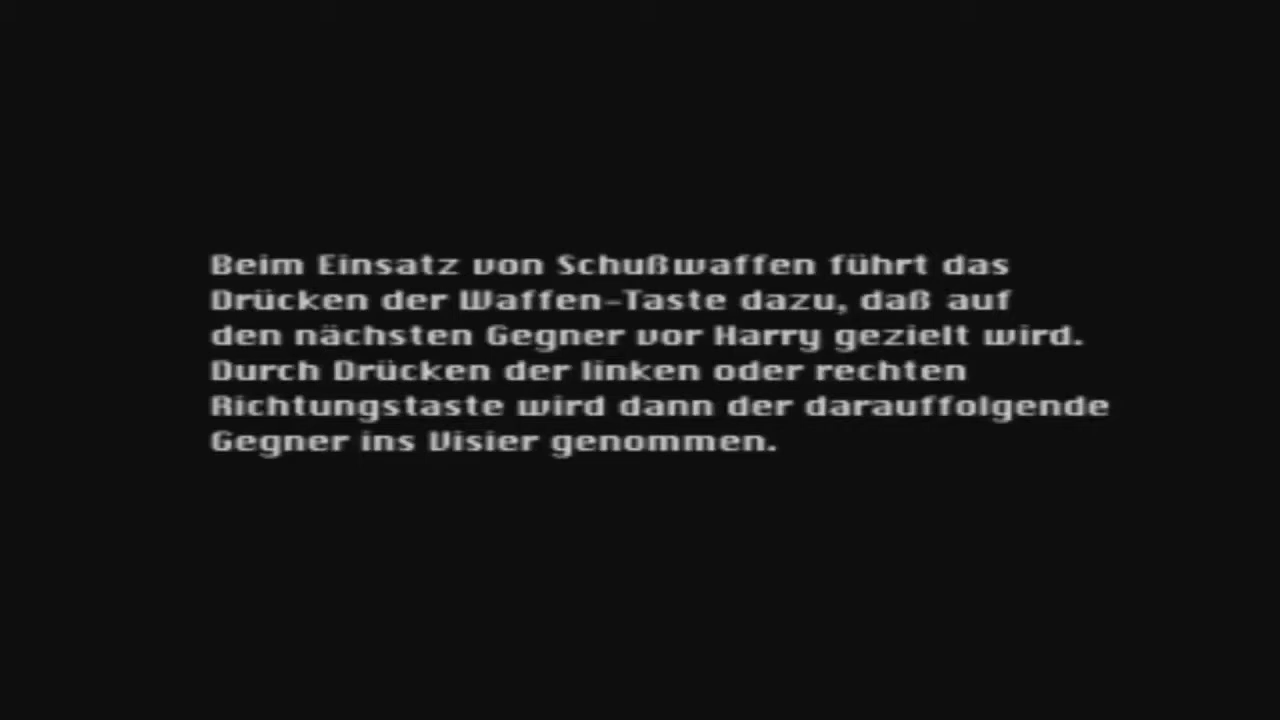 Beim Einsatz von Schußwaffen führt das
Drücken der Waffen-Taste dazu, daß auf
den nächsten Gegner vor Harry gezielt wird.
Durch Drücken der linken oder rechten
Richtungstaste wird dann der darauffolgende
Gegner ins Visier genommen.